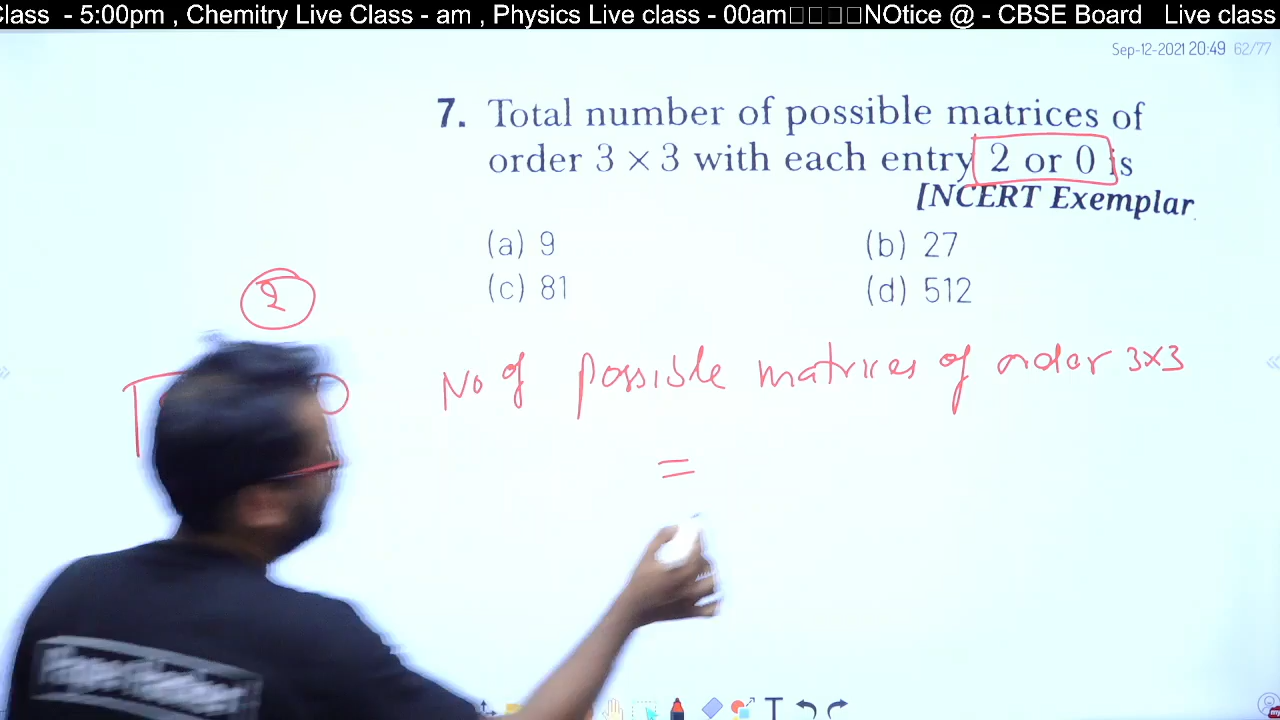 Class - 5:00pm , Chemitry Live Class - am , Physics Live class - 00am□□□□NOtice @ - CBSE Board Live class
Sep-12-2021 20:49 62/77
7. Total number of possible matrices of
order 3 × 3 with each entry 2 or 0 is
[NCERT Exemplar
(a) 9 (b) 27
(c) 81 (d) 512
2
No of possible matrices of order 3x3
=